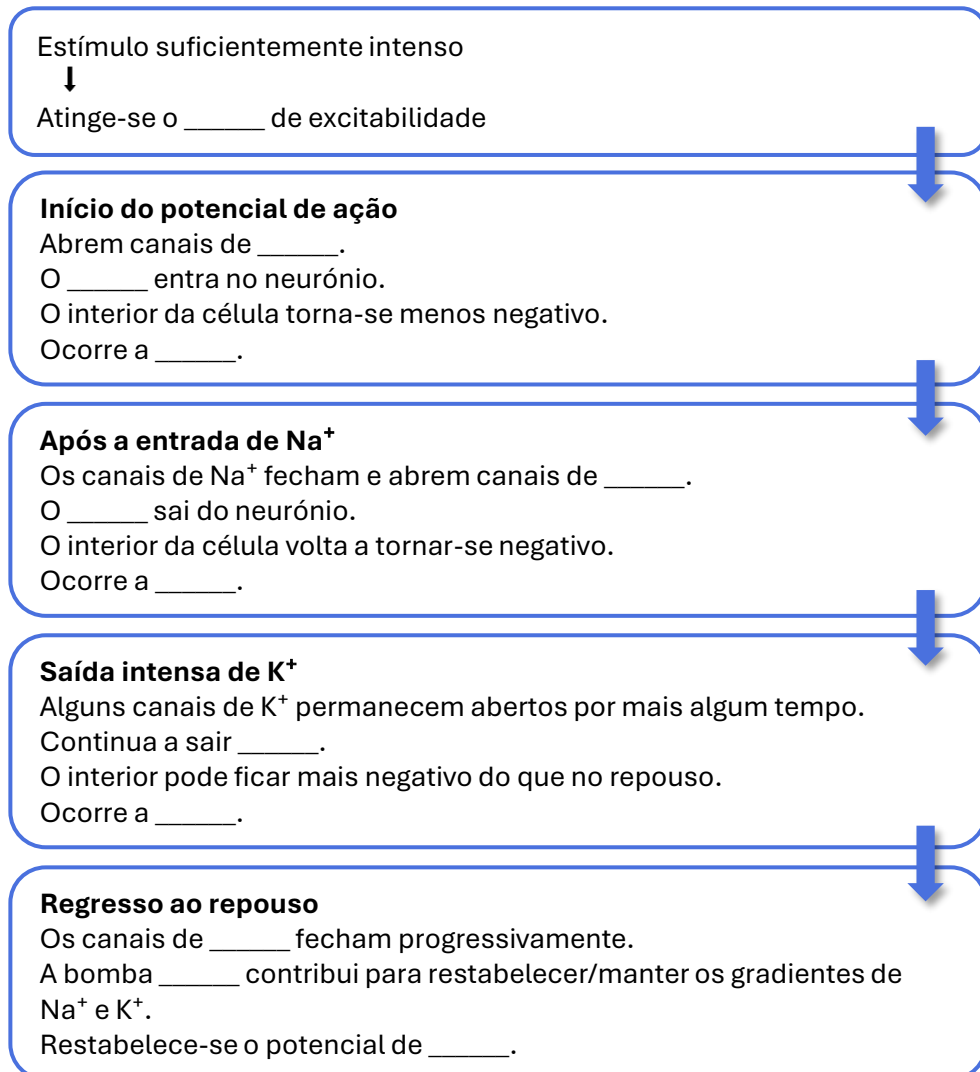 Estímulo suficientemente intenso
Atinge-se o ______ de excitabilidade
Início do potencial de ação
Abrem canais de ______.
O ______ entra no neurónio.
O interior da célula torna-se menos negativo.
Ocorre a ______.
Após a entrada de Na⁺
Os canais de Na⁺ fecham e abrem canais de ______.
O ______ sai do neurónio.
O interior da célula volta a tornar-se negativo.
Ocorre a ______.
Saída intensa de K⁺
Alguns canais de K⁺ permanecem abertos por mais algum tempo.
Continua a sair ______.
O interior pode ficar mais negativo do que no repouso.
Ocorre a ______.
Regresso ao repouso
Os canais de ______ fecham progressivamente.
A bomba ______ contribui para restabelecer/manter os gradientes de
Na⁺ e K⁺.
Restabelece-se o potencial de ______.